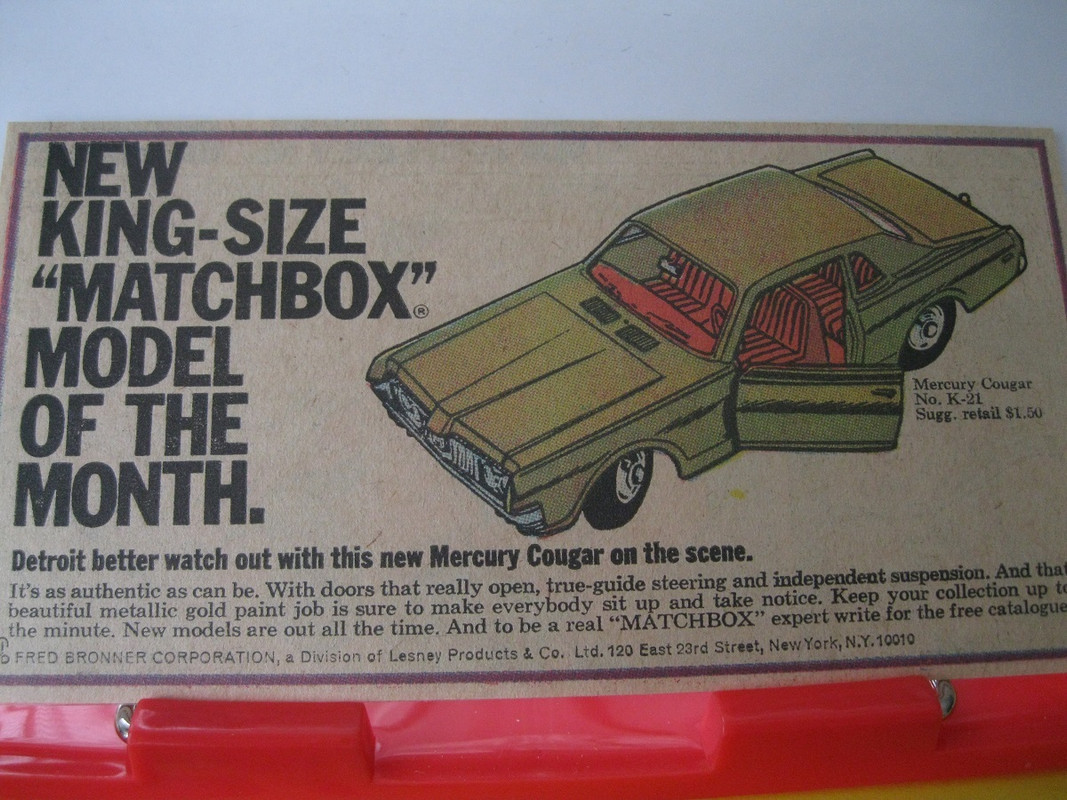 NEW
KING-SIZE
“MATCHBOX”®
MODEL
OF THE
MONTH.
Mercury Cougar
No. K-21
Sugg. retail $1.50
Detroit better watch out with this new Mercury Cougar on the scene.
It's as authentic as can be. With doors that really open, true-guide steering and independent suspension. And that
beautiful metallic gold paint job is sure to make everybody sit up and take notice. Keep your collection up to
the minute. New models are out all the time. And to be a real “MATCHBOX” expert write for the free catalogue
FRED BRONNER CORPORATION, a Division of Lesney Products & Co. Ltd. 120 East 23rd Street, New York, N.Y. 10010